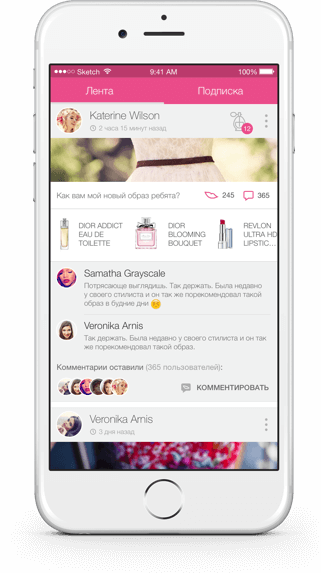 Sketch 9:41 AM 100%
Лента Подписка
Katerine Wilson
2 часа 15 минут назад
12
Как вам мой новый образ ребята? 245 365
DIOR ADDICT
EAU DE
TOILETTE
DIOR
BLOOMING
BOUQUET
REVLON
ULTRA HD
LIPSTIC...
Samatha Grayscale
Потрясающе выглядишь. Так держать. Была недавно
у своего стилиста и он так же порекомендовал такой
образ в будние дни
Veronika Arnis
Так держать. Была недавно у своего стилиста и он так
же порекомендовал такой образ.
Комментарии оставили (365 пользователей):
КОММЕНТИРОВАТЬ
Veronika Arnis
3 дня назад